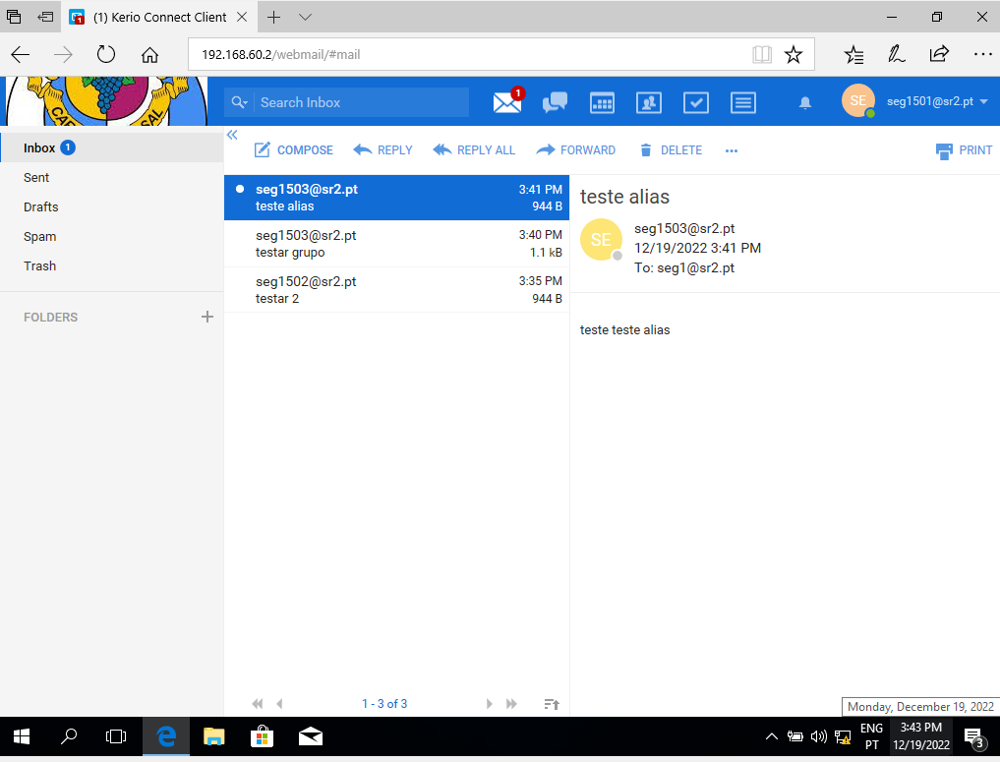 (1) Kerio Connect Client
192.168.60.2/webmail/#mail
Search Inbox
1
SE
seg1501@sr2.pt
Inbox 1
Sent
Drafts
Spam
Trash
FOLDERS
COMPOSE REPLY REPLY ALL FORWARD DELETE PRINT
seg1503@sr2.pt 3:41 PM
teste alias 944 B
seg1503@sr2.pt 3:40 PM
testar grupo 1.1 kB
seg1502@sr2.pt 3:35 PM
testar 2 944 B
1 - 3 of 3
teste alias
SE
seg1503@sr2.pt
12/19/2022 3:41 PM
To: seg1@sr2.pt
teste teste alias
Monday, December 19, 2022
ENG
PT
3:43 PM
12/19/2022
3